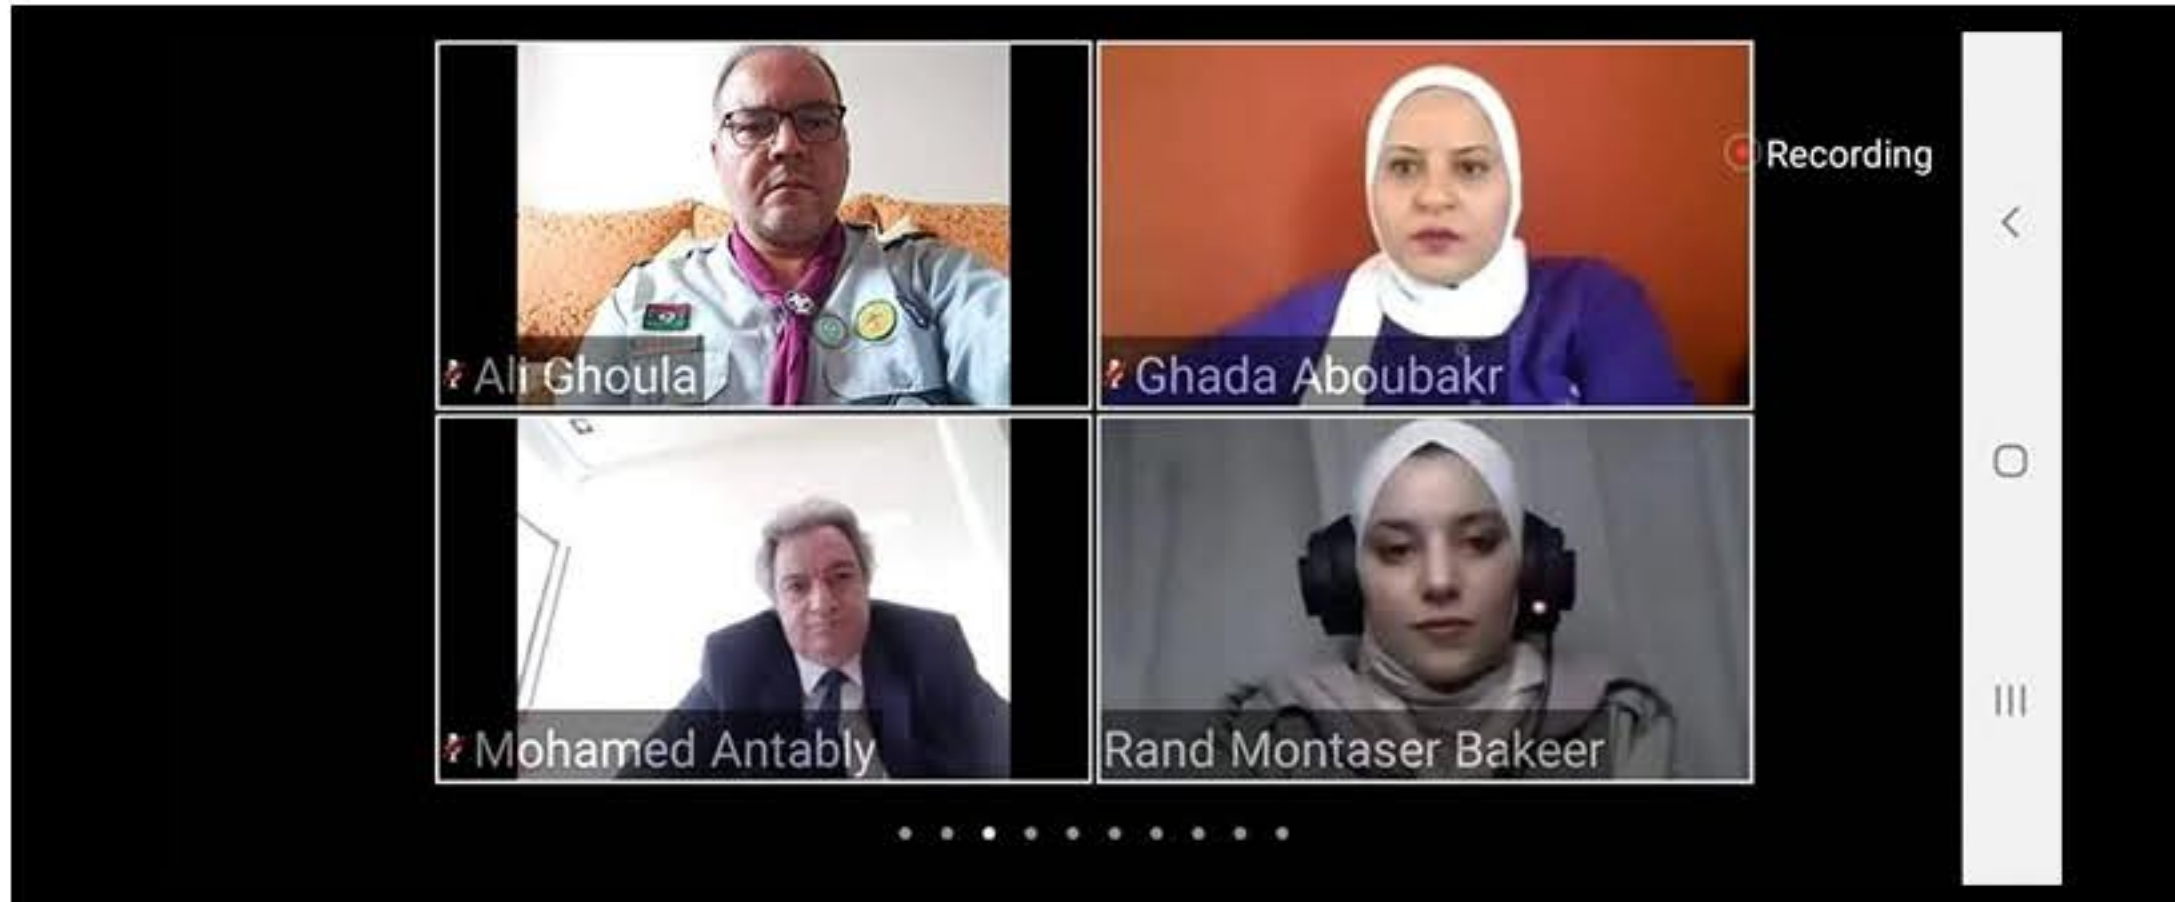 Ali Ghoula
Ghada Aboubakr
Recording
Mohamed Antably
Rand Montaser Bakeer